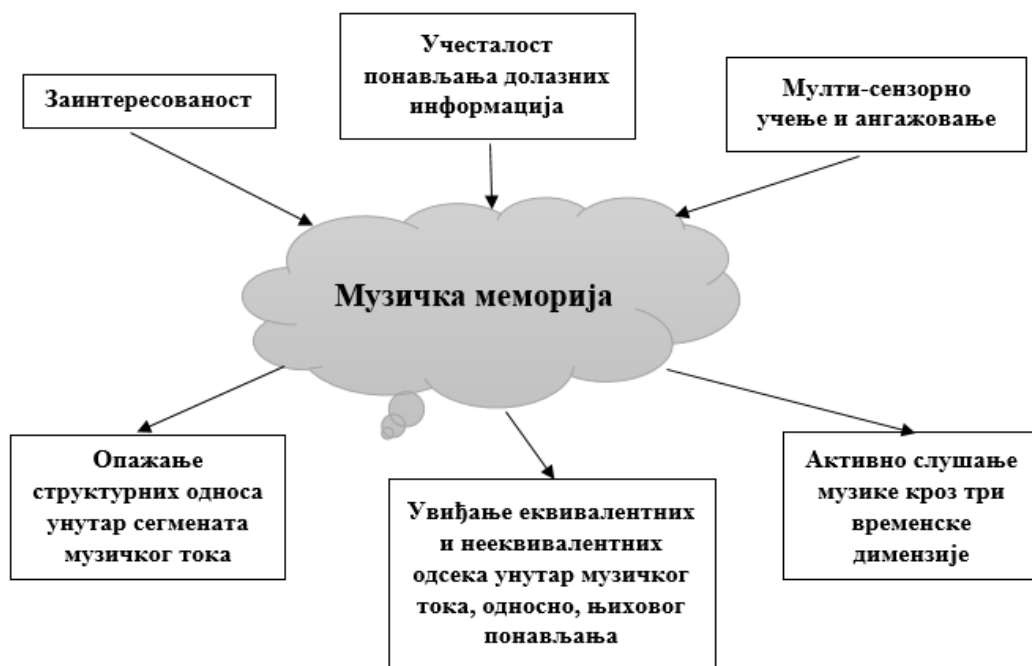 Заинтересованост
Учесталост
понављања долазних
информација
Мулти-сензорно
учење и ангажовање
Музичка меморија
Опажање
структурних односа
унутар сегмената
музичког тока
Увиђање еквивалентних
и нееквивалентних
одсека унутар музичког
тока, односно, њиховог
понављања
Активно слушање
музике кроз три
временске
димензије